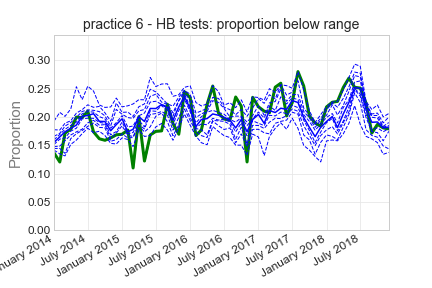 practice 6 - HB tests: proportion below range
Proportion
0.30
0.25
0.20
0.15
0.10
0.05
0.00
nuary 2014
July 2014
January 2015
July 2015
January 2016
July 2016
January 2017
July 2017
January 2018
July 2018